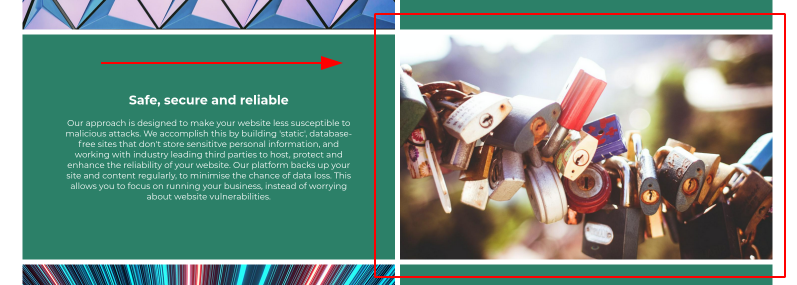 Safe, secure and reliable
Our approach is designed to make your website less susceptible to
malicious attacks. We accomplish this by building 'static', database-
free sites that don't store sensititve personal information, and
working with industry leading third parties to host, protect and
enhance the reliability of your website. Our platform backs up your
site and content regularly, to minimise the chance of data loss. This
allows you to focus on running your business, instead of worrying
about website vulnerabilities.